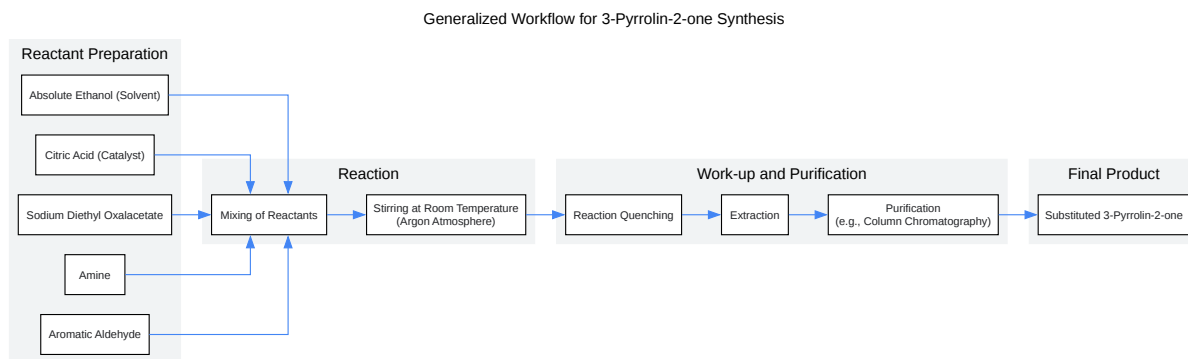 Generalized Workflow for 3-Pyrrolin-2-one Synthesis
Reactant Preparation
Absolute Ethanol (Solvent)
Citric Acid (Catalyst)
Sodium Diethyl Oxalacetate
Amine
Aromatic Aldehyde
Reaction
Mixing of Reactants
Stirring at Room Temperature
(Argon Atmosphere)
Work-up and Purification
Reaction Quenching
Extraction
Purification
(e.g., Column Chromatography)
Final Product
Substituted 3-Pyrrolin-2-one